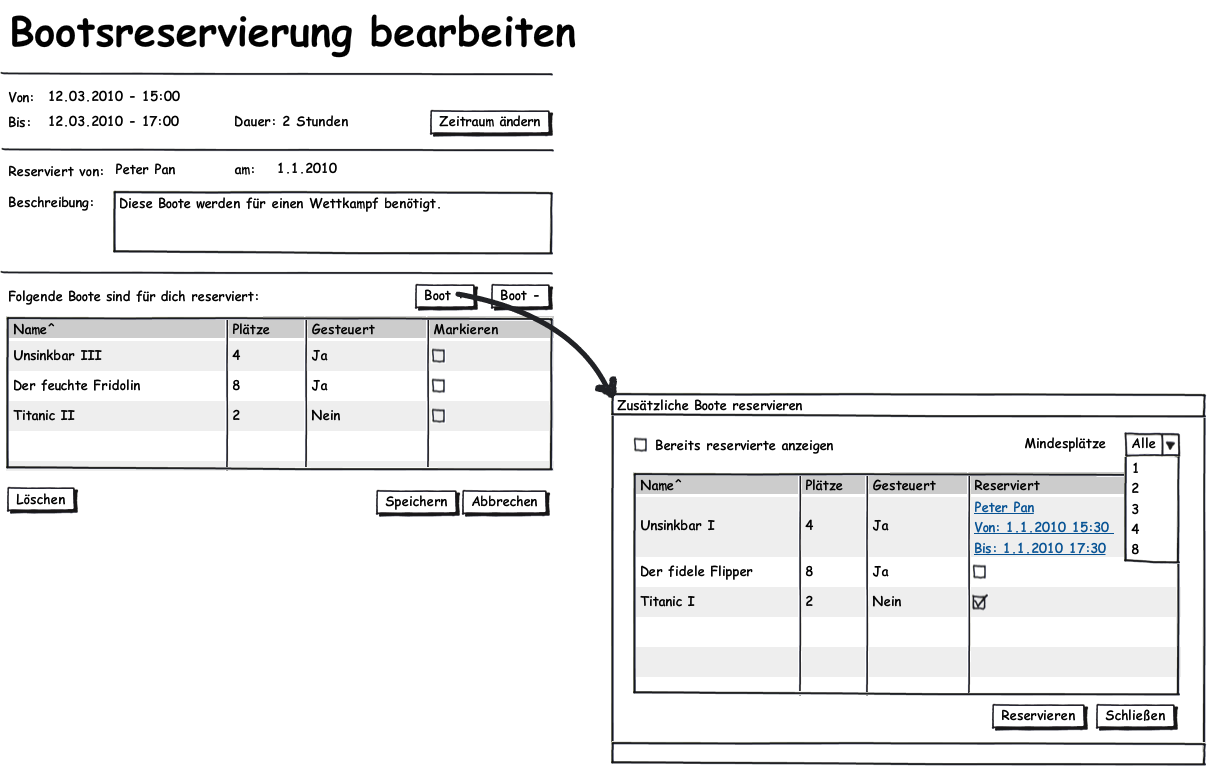 Bootsreservierung bearbeiten
Von: 12.03.2010 - 15:00
Bis: 12.03.2010 - 17:00 Dauer: 2 Stunden Zeitraum ändern
Reserviert von: Peter Pan am: 1.1.2010
Beschreibung: Diese Boote werden für einen Wettkampf benötigt.
Folgende Boote sind für dich reserviert: Boot Boot -
Name^ Plätze Gesteuert Markieren
Unsinkbar III 4 Ja
Der feuchte Fridolin 8 Ja
Titanic II 2 Nein
Löschen Speichern Abbrechen
Zusätzliche Boote reservieren
Bereits reservierte anzeigen Mindesplätze Alle
1
2
3
4
8
Name^ Plätze Gesteuert Reserviert
Unsinkbar I 4 Ja Peter Pan
Von: 1.1.2010 15:30
Bis: 1.1.2010 17:30
Der fidele Flipper 8 Ja
Titanic I 2 Nein
Reservieren Schließen